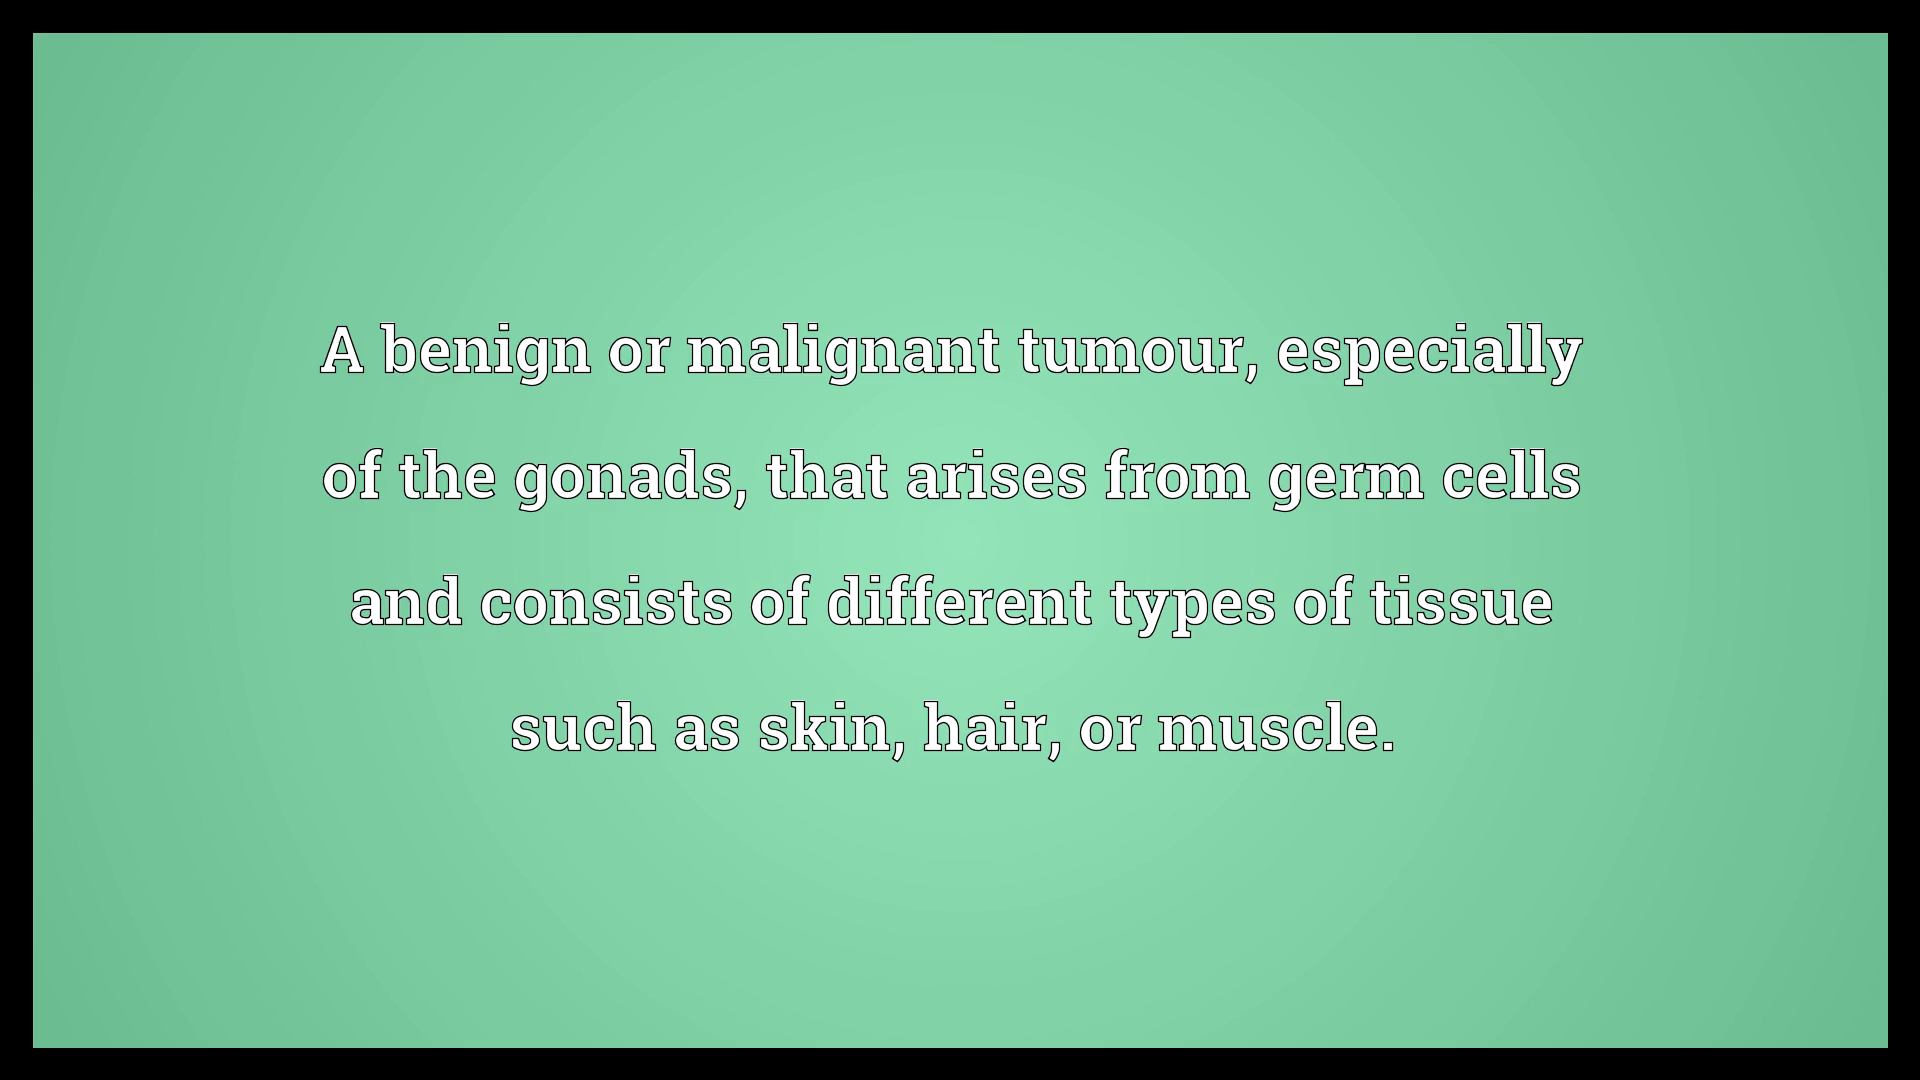 A benign or malignant tumour, especially
of the gonads, that arises from germ cells
and consists of different types of tissue
such as skin, hair, or muscle.